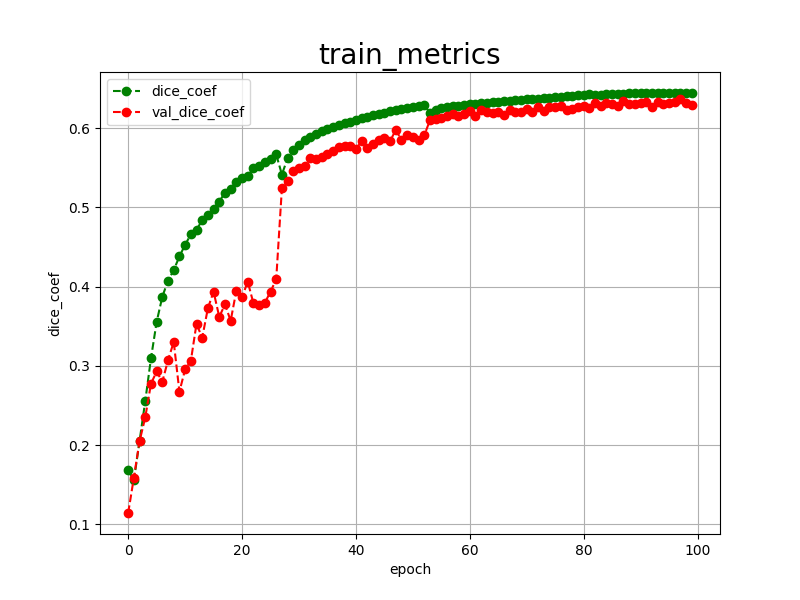 train_metrics
dice_coef
val_dice_coef
dice_coef
0.6
0.5
0.4
0.3
0.2
0.1
0 20 40 60 80 100
epoch